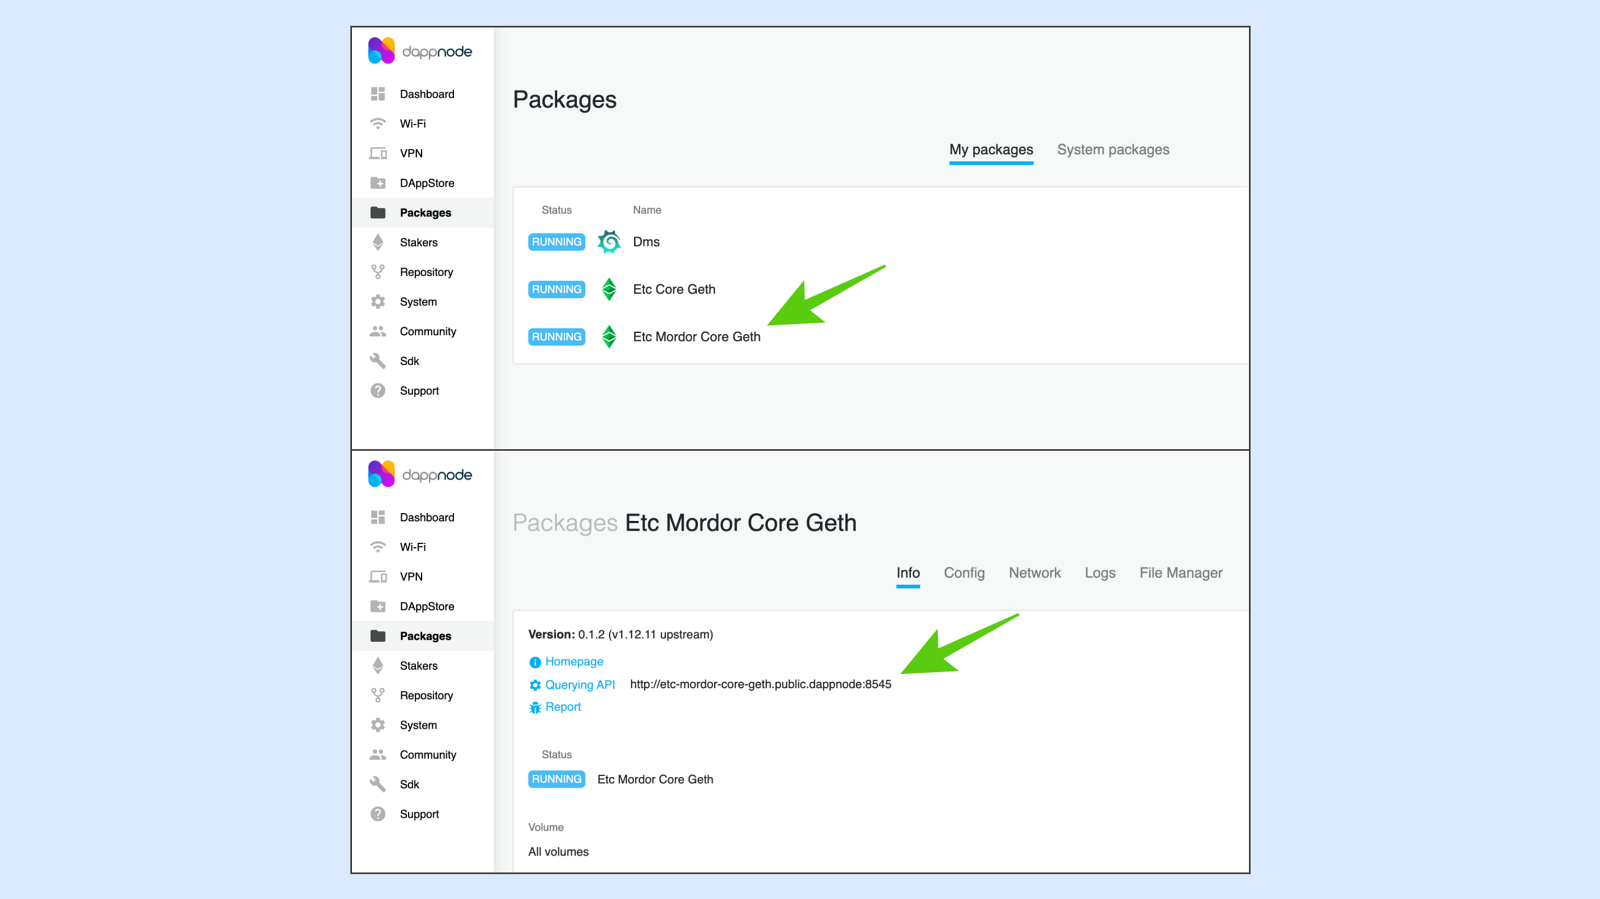 dappnode
Dashboard
Wi-Fi
VPN
DAppStore
Packages
Stakers
Repository
System
Community
Sdk
Support
Packages
My packages System packages
Status Name
RUNNING Dms
RUNNING Etc Core Geth
RUNNING Etc Mordor Core Geth
dappnode
Dashboard
Wi-Fi
VPN
DAppStore
Packages
Stakers
Repository
System
Community
Sdk
Support
Packages Etc Mordor Core Geth
Info Config Network Logs File Manager
Version: 0.1.2 (v1.12.11 upstream)
Homepage
Querying API http://etc-mordor-core-geth.public.dappnode:8545
Report
Status
RUNNING Etc Mordor Core Geth
Volume
All volumes